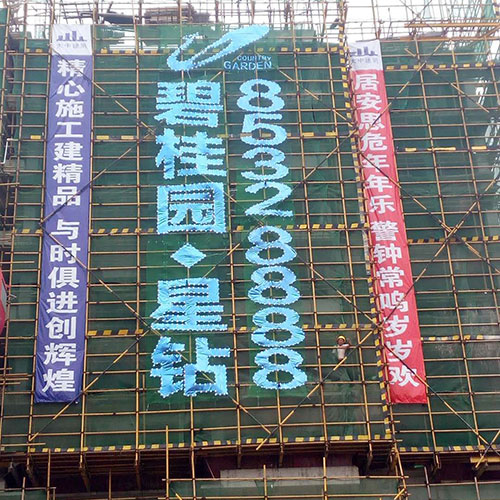 精心施工建精品 与时俱进创辉煌
COUNTRY
GARDEN
碧桂园·星钻
85328888
居安思危年年乐 警钟常鸣岁岁欢